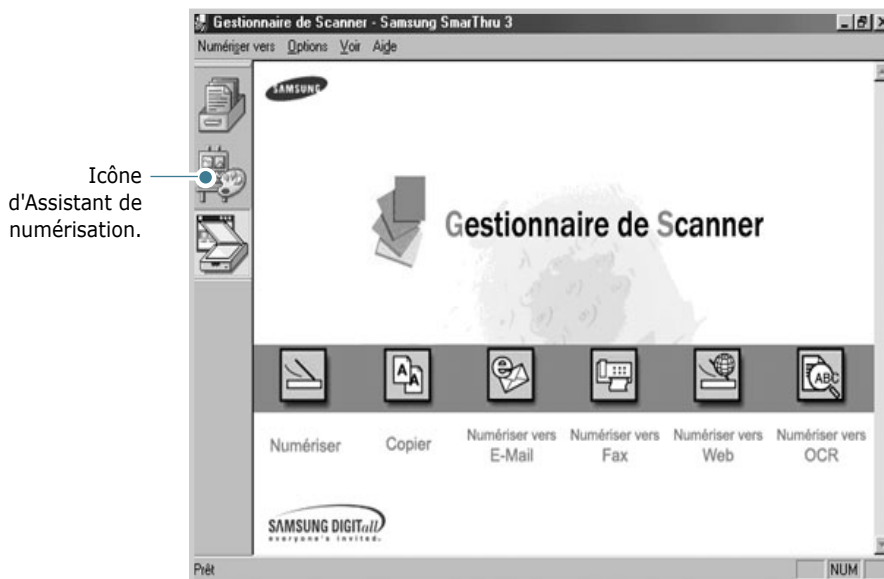 Gestionnaire de Scanner - Samsung SmarThru 3
Numériser vers Options Voir Aide
SAMSUNG
Icône
d'Assistant de
numérisation.
Gestionnaire de Scanner
Numériser
Copier
Numériser vers
E-Mail
Numériser vers
Fax
Numériser vers
Web
Numériser vers
OCR
SAMSUNG DIGITall
everyone's invited.
Prêt
NUM